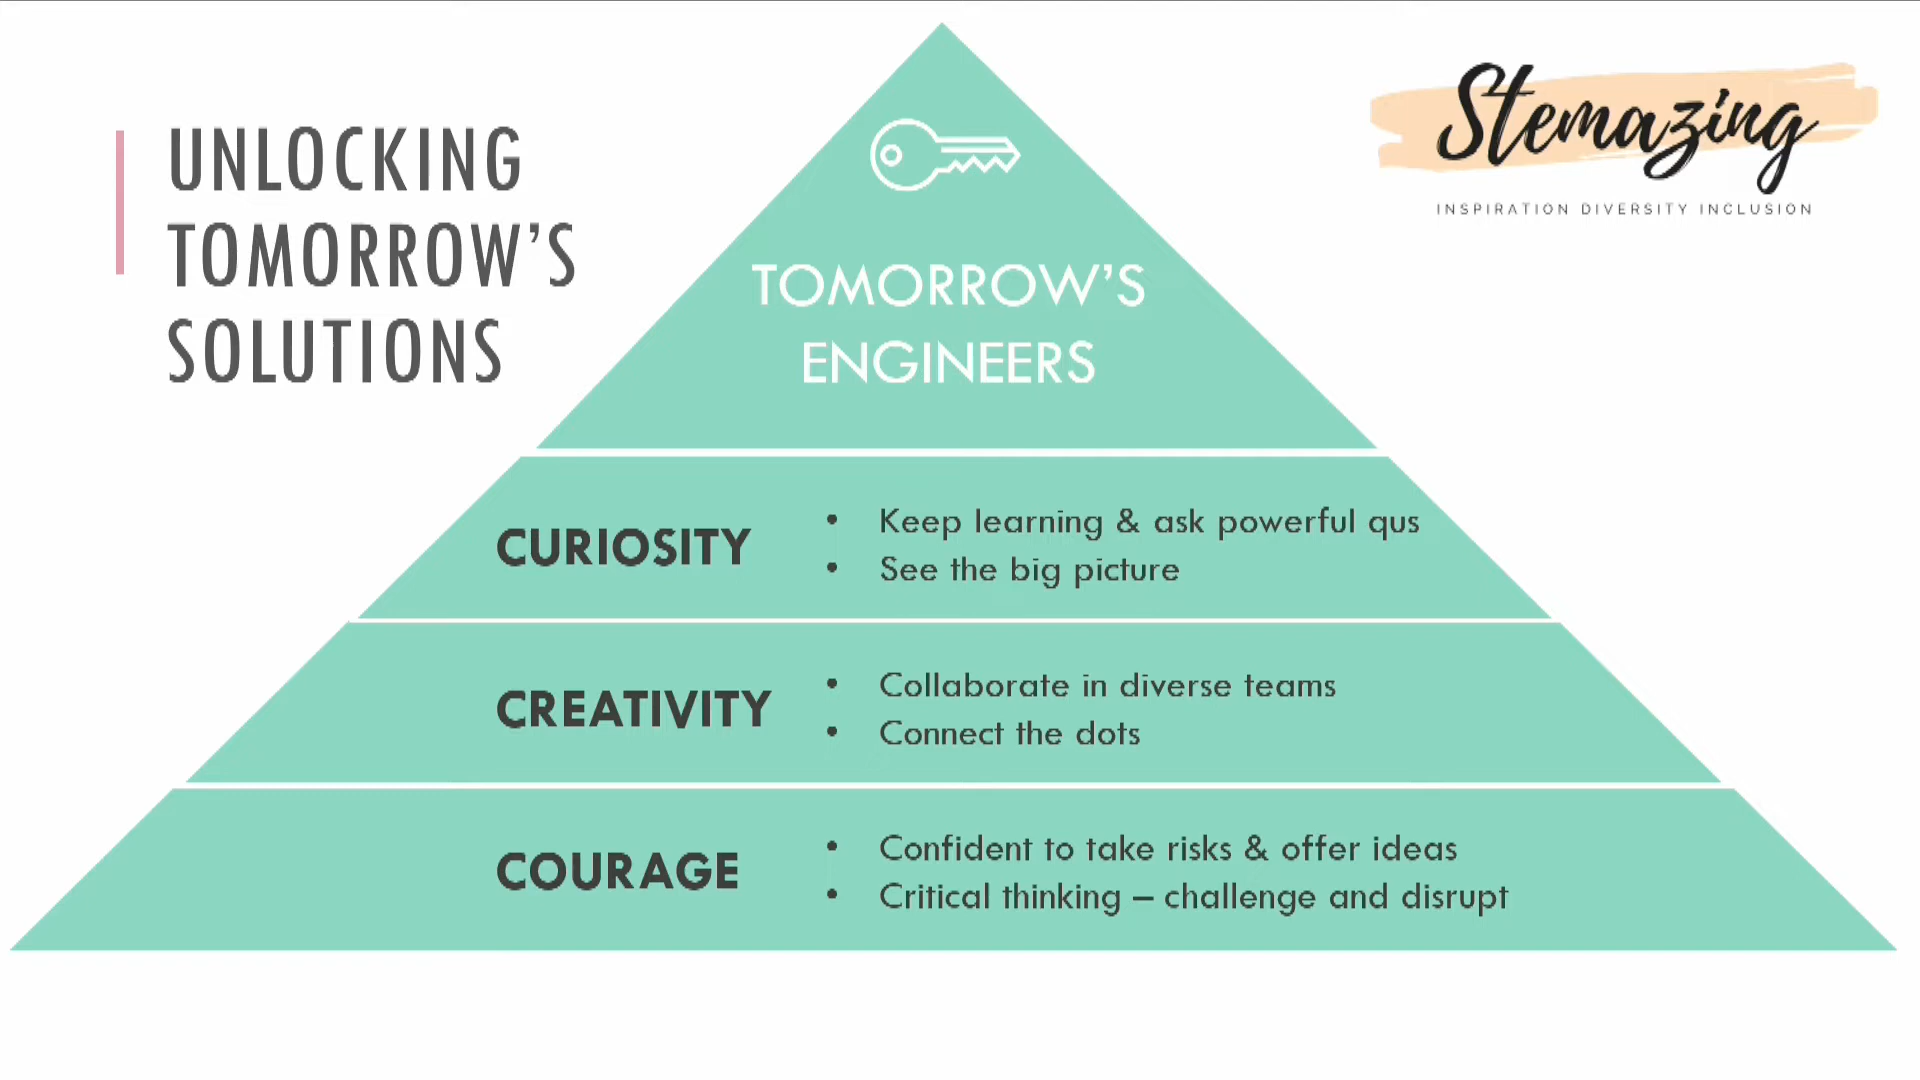 UNLOCKING
TOMORROW'S
SOLUTIONS
Stemazing
INSPIRATION DIVERSITY INCLUSION
TOMORROW'S
ENGINEERS
CURIOSITY
• Keep learning & ask powerful qus
• See the big picture
CREATIVITY
• Collaborate in diverse teams
• Connect the dots
COURAGE
• Confident to take risks & offer ideas
• Critical thinking – challenge and disrupt